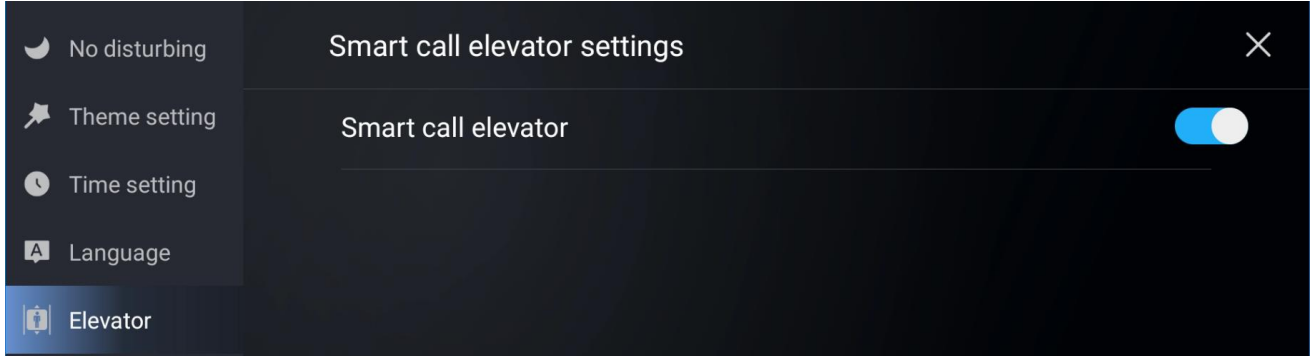 No disturbing
Theme setting
Time setting
A Language
Elevator
Smart call elevator settings
Smart call elevator